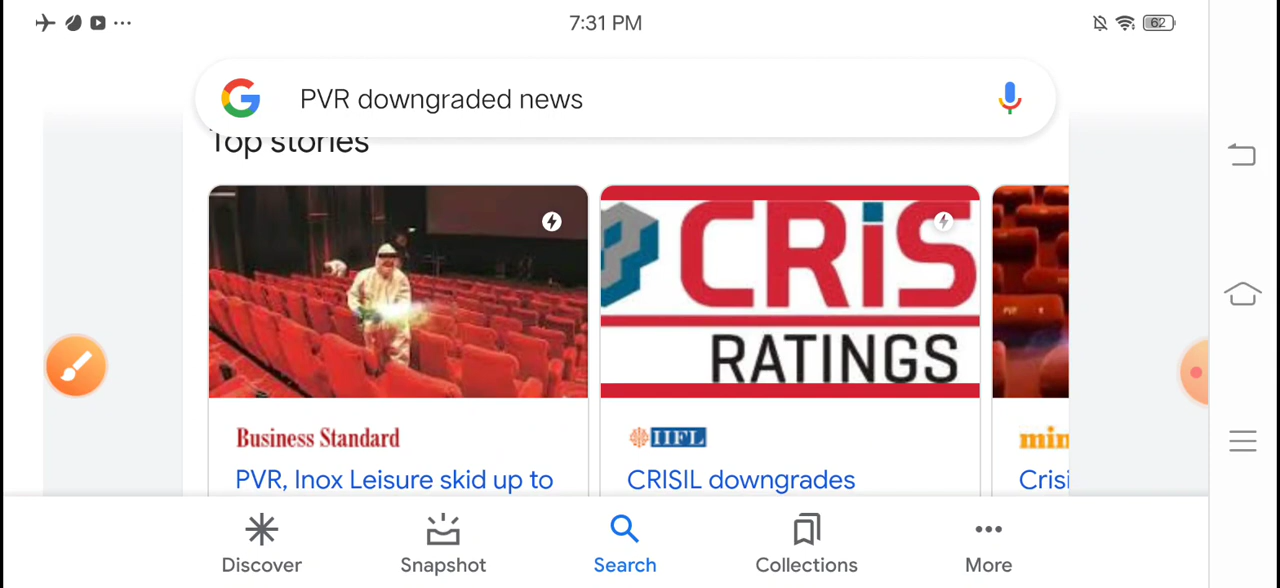 7:31 PM
62
PVR downgraded news
Top stories
CRiS
RATINGS
Business Standard
IIFL
min
PVR, Inox Leisure skid up to
CRISIL downgrades
Crisi
Discover
Snapshot
Search
Collections
More